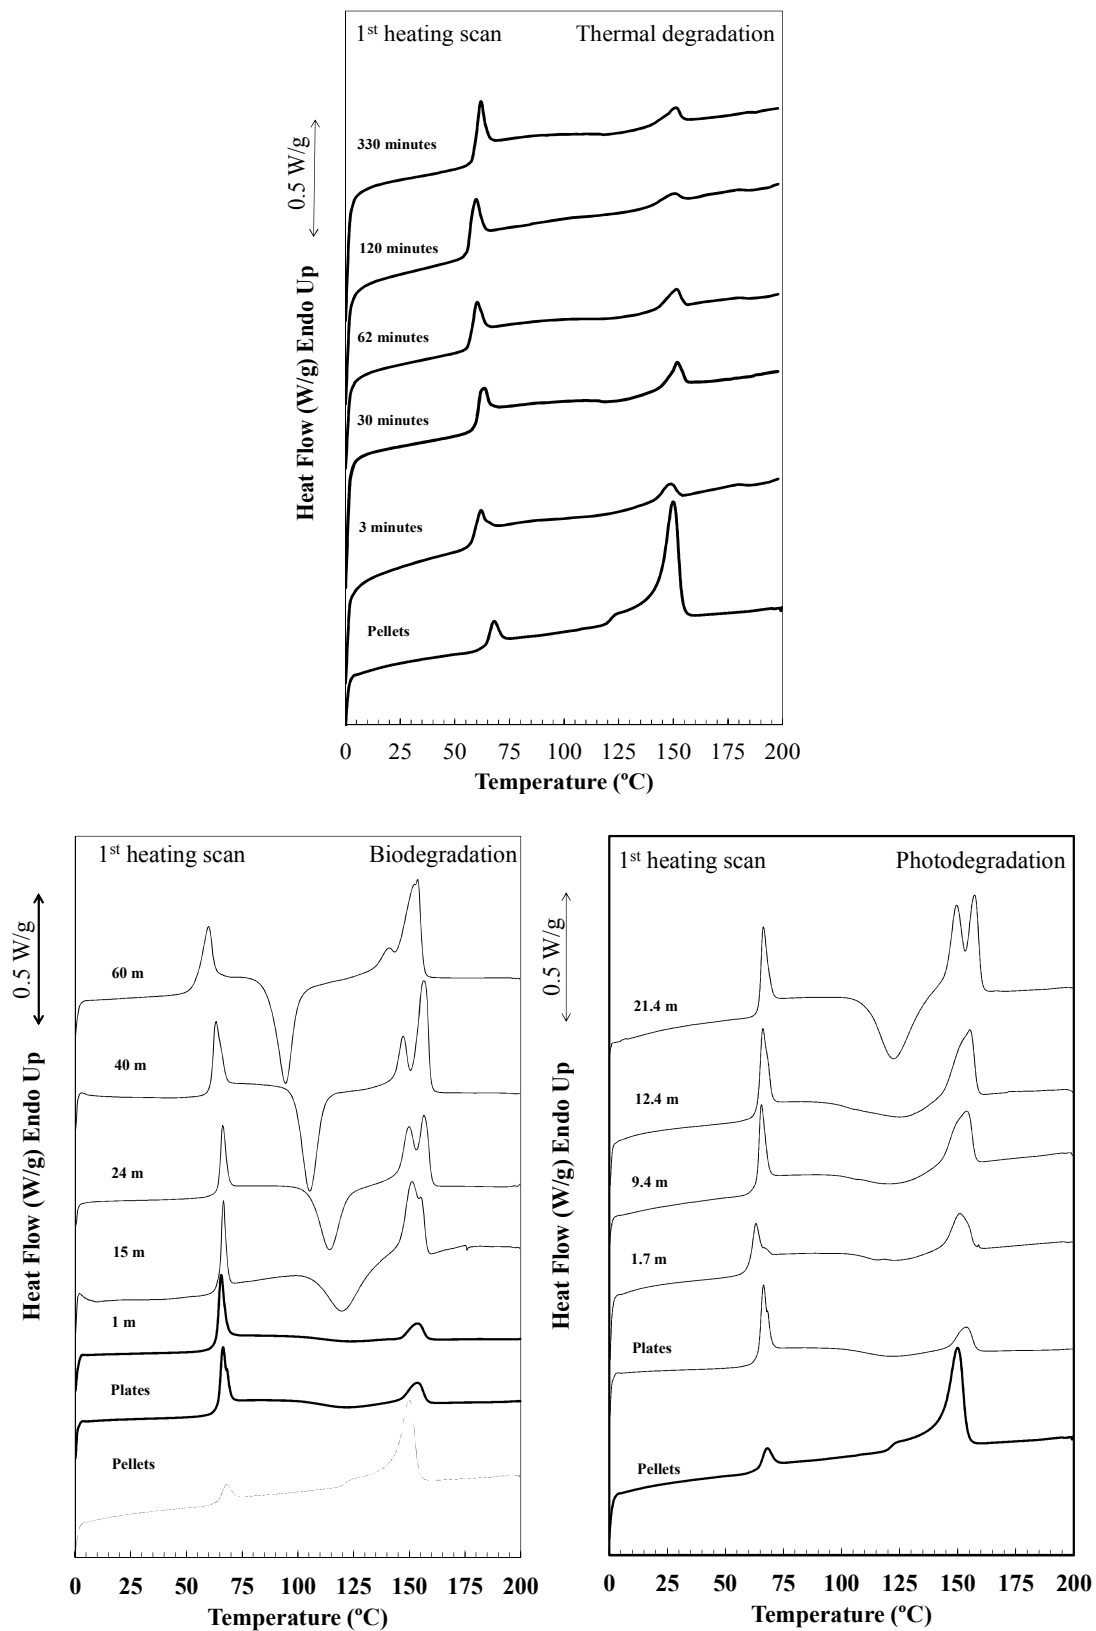 1st heating scan Thermal degradation
330 minutes
0.5 W/g
120 minutes
62 minutes
30 minutes
3 minutes
Pellets
Heat Flow (W/g) Endo Up
0 25 50 75 100 125 150 175 200
Temperature (ºC)
1st heating scan Biodegradation
0.5 W/g
60 m
40 m
24 m
15 m
1 m
Plates
Pellets
Heat Flow (W/g) Endo Up
0 25 50 75 100 125 150 175 200
Temperature (ºC)
1st heating scan Photodegradation
0.5 W/g
21.4 m
12.4 m
9.4 m
1.7 m
Plates
Pellets
Heat Flow (W/g) Endo Up
0 25 50 75 100 125 150 175 200
Temperature (ºC)